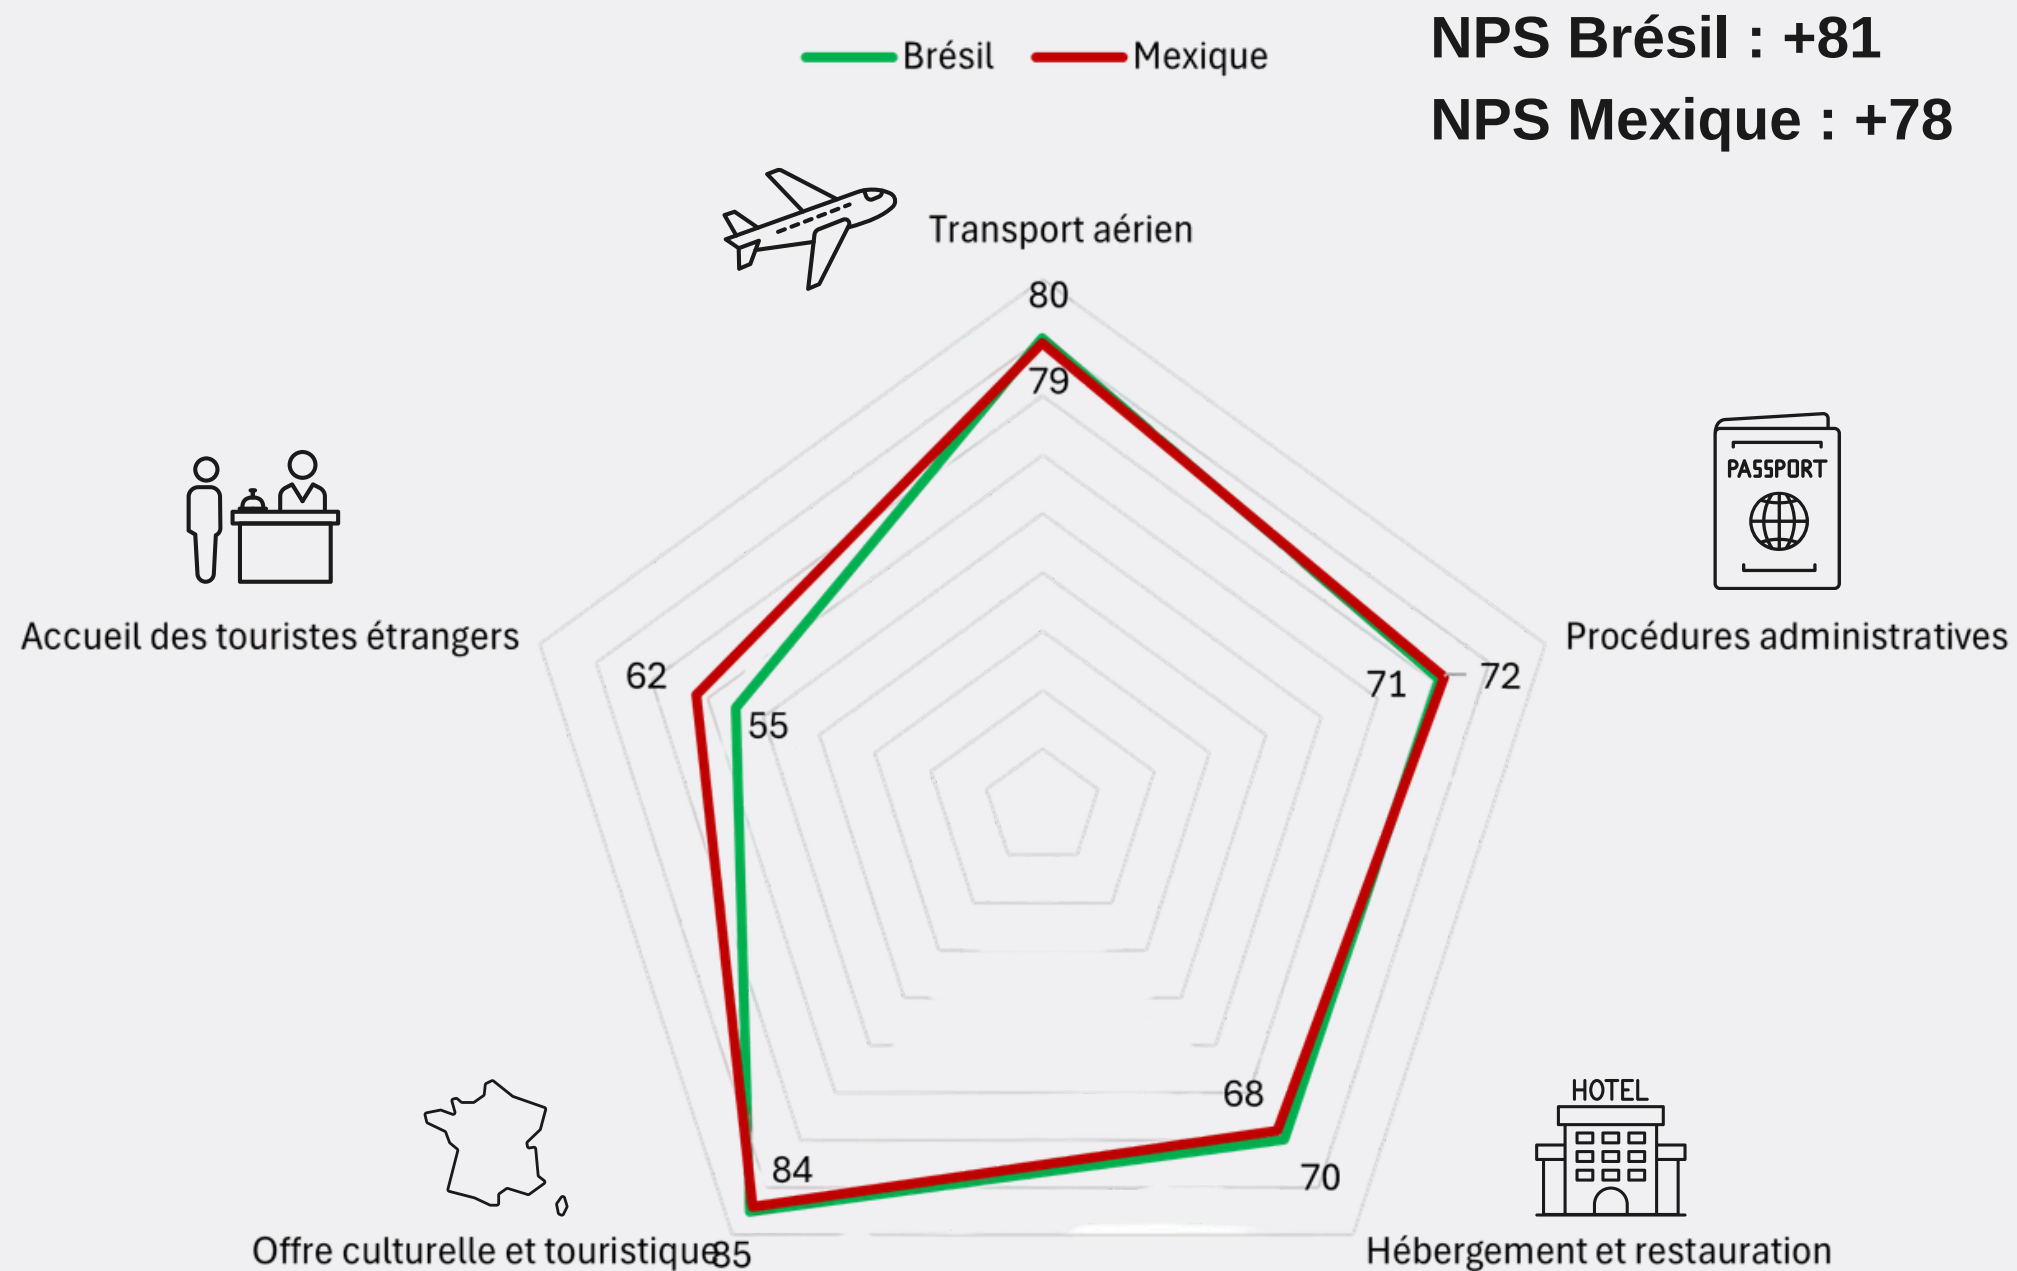 NPS Brésil : +81
Brésil
Mexique
NPS Mexique : +78
Transport aérien
80
79
PASSPORT
Accueil des touristes étrangers
Procédures administratives
62
71
72
55
HOTEL
68
84
70
Offre culturelle et touristique
85
Hébergement et restauration